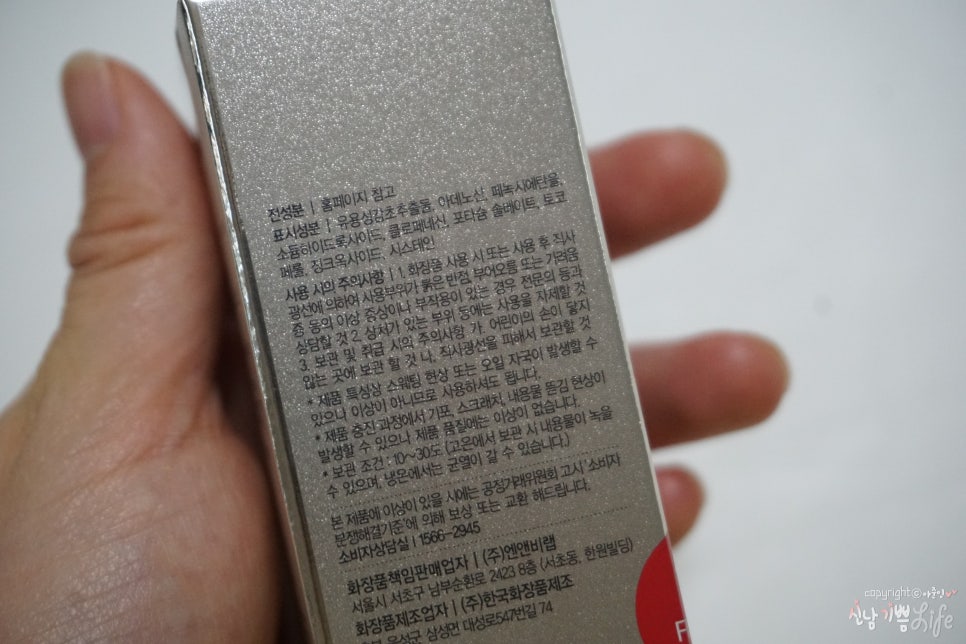 전성분 | 홈페이지 참고
표시성분 | 유용성감초추출물, 아데노신, 페녹시에탄올,
소듐하이드록사이드, 클로페네신, 포타슘 솔베이트, 토코
페롤, 징크옥사이드, 시스테인
사용 시의 주의사항 | 1. 화장품 사용 시 또는 사용 후 직사
광선에 의하여 사용부위가 붉은 반점, 부어오름 또는 가려움
증 등의 이상 증상이나 부작용이 있는 경우 전문의 등과
상담할 것 2. 상처가 있는 부위 등에는 사용을 자제할 것
3. 보관 및 취급 시의 주의사항 가. 어린이의 손이 닿지
않는 곳에 보관 할 것 나. 직사광선을 피해서 보관할 것
* 제품 특성상 스웨팅 현상 또는 오일 자국이 발생할 수
있으나 이상이 아니므로 사용하셔도 됩니다.
* 제품 충진 과정에서 기포, 스크래치, 내용물 뜯김 현상이
발생할 수 있으나 제품 품질에는 이상이 없습니다.
* 보관 조건 : 10~30도 (고온에서 보관 시 내용물이 녹을
수 있으며, 냉온에서는 균열이 갈 수 있습니다.)
본 제품에 이상이 있을 시에는 공정거래위원회 고시 '소비자
분쟁해결기준'에 의해 보상 또는 교환 해드립니다.
소비자상담실 | 1566-2945
화장품책임판매업자 | (주)엔앤비랩
서울시 서초구 남부순환로 2423 8층 (서초동, 한원빌딩)
화장품제조업자 | (주)한국화장품제조
음성군 삼성면 대성로547번길 74
F
copyright ⓒ
신남 기쁨 Life